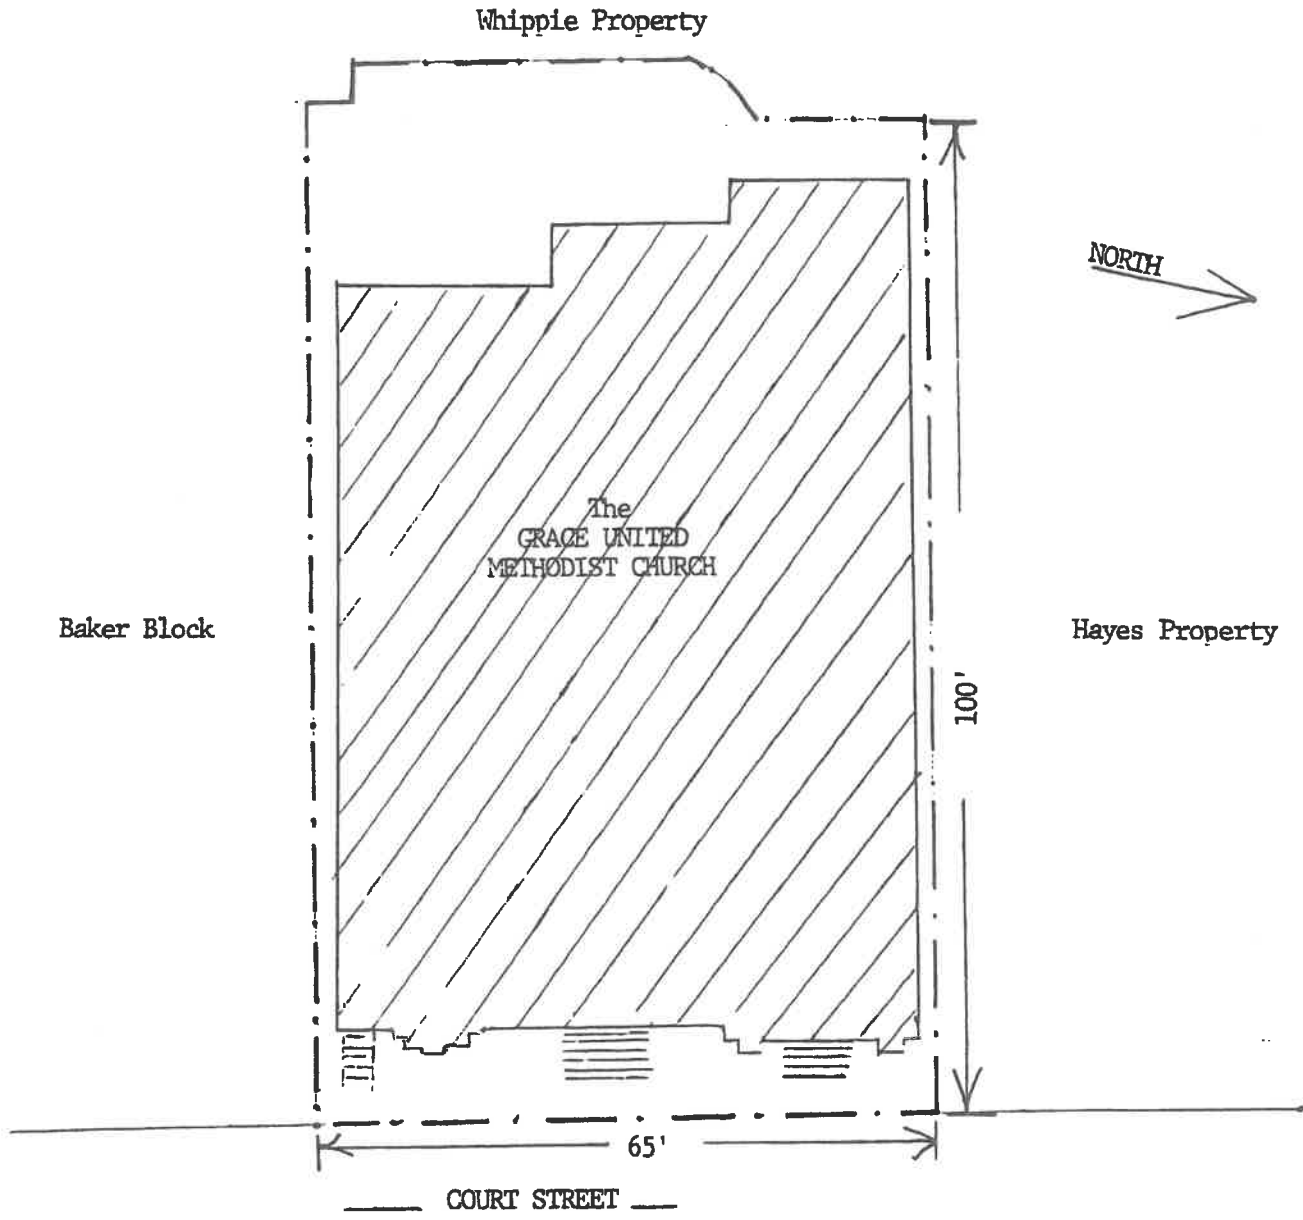 Whippie Property
NORTH
The
GRACE UNITED
METHODIST CHURCH
Baker Block
Hayes Property
100'
65'
COURT STREET